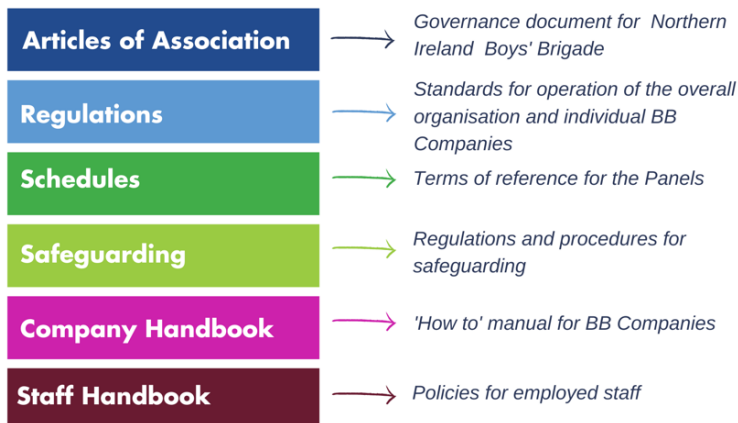 Articles of Association
Governance document for Northern
Ireland Boys' Brigade
Regulations
Standards for operation of the overall
organisation and individual BB
Companies
Schedules
Terms of reference for the Panels
Safeguarding
Regulations and procedures for
safeguarding
Company Handbook
'How to' manual for BB Companies
Staff Handbook
Policies for employed staff